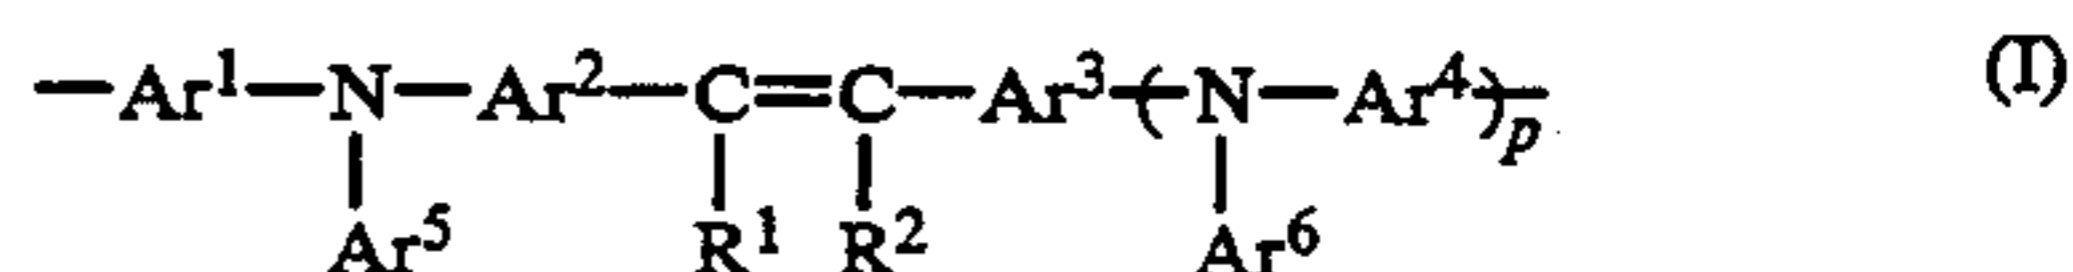 —Ar¹—N—Ar²—C=C—Ar³—(N—Ar⁴)ₚ— (I)
Ar⁵ R¹ R² Ar⁶